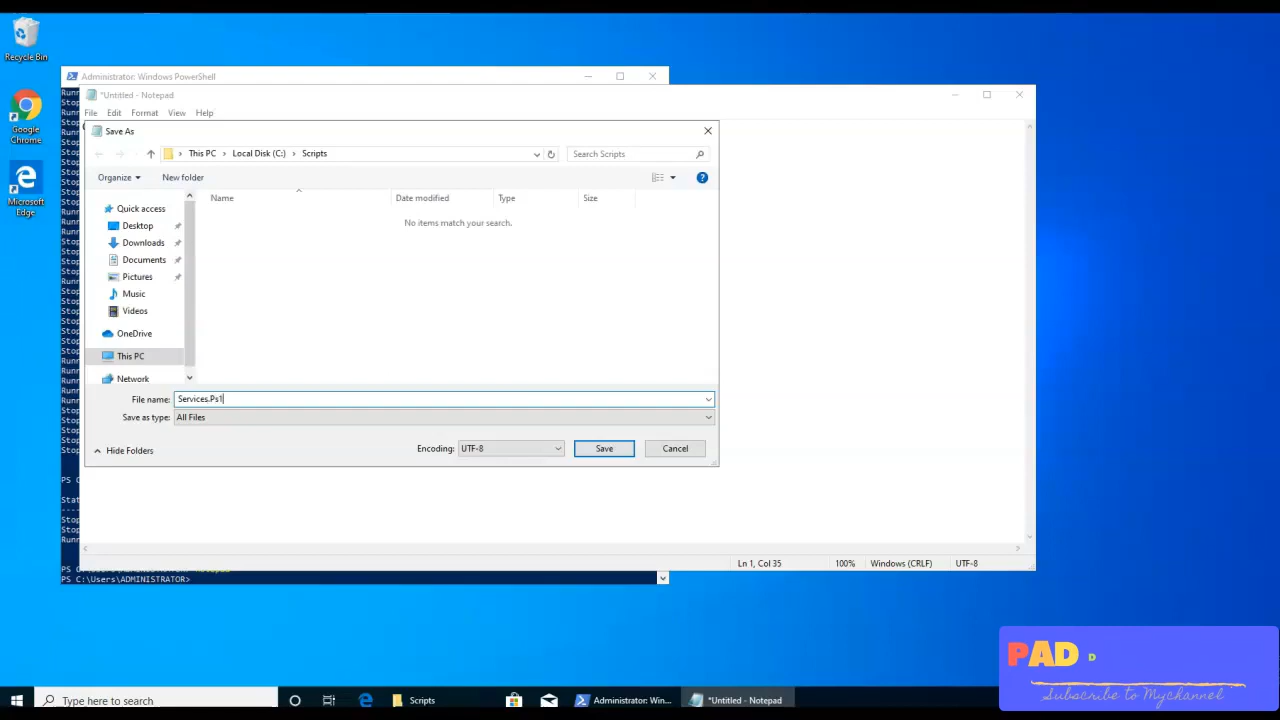 Recycle Bin
Google
Chrome
Microsoft
Edge
Administrator: Windows PowerShell
*Untitled - Notepad
File Edit Format View Help
Save As
This PC > Local Disk (C:) > Scripts
Search Scripts
Organize
New folder
Name
Date modified
Type
Size
No items match your search.
Quick access
Desktop
Downloads
Documents
Pictures
Music
Videos
OneDrive
This PC
Network
File name: Services.Ps1
Save as type: All Files
Hide Folders
Encoding: UTF-8
Save
Cancel
Ln 1, Col 35
100%
Windows (CRLF)
UTF-8
PS C:\Users\ADMINISTRATOR>
PAD D
Subscribe to Mychannel
Type here to search
Scripts
Administrator: Win...
*Untitled - Notepad